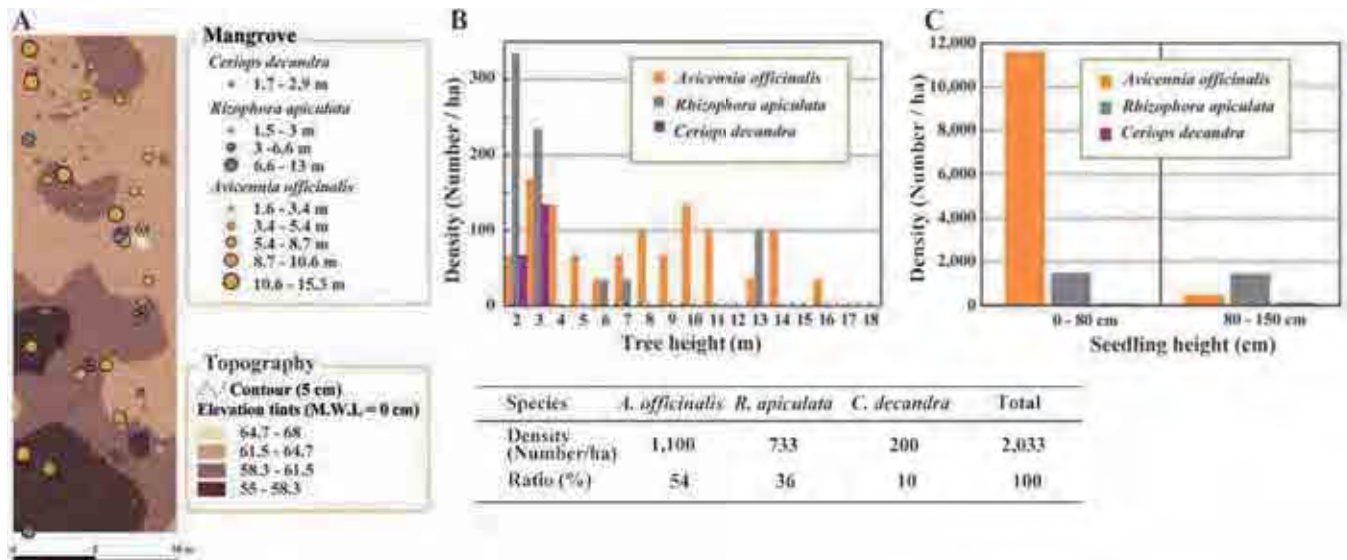 A
Mangrove
Ceriops decandra
1.7 - 2.9 m
Rizophora apiculata
1.5 - 3 m
3 -6.6 m
6.6 - 13 m
Avicennia officinalis
1.6 - 3.4 m
3.4 - 5.4 m
5.4 - 8.7 m
8.7 - 10.6 m
10.6 - 15.3 m
Topography
Contour (5 cm)
Elevation tints (M.W.L = 0 cm)
64.7 - 68
61.5 - 64.7
58.3 - 61.5
55 - 58.3
0 5 10 m
B
Density (Number / ha)
300
200
100
0
Avicennia officinalis
Rhizophora apiculata
Ceriops decandra
2 3 4 5 6 7 8 9 10 11 12 13 14 15 16 17 18
Tree height (m)
C
Density (Number / ha)
12,000
10,000
8,000
6,000
4,000
2,000
0
Avicennia officinalis
Rhizophora apiculata
Ceriops decandra
0 - 80 cm 80 - 150 cm
Seedling height (cm)
Species A. officinalis R. apiculata C. decandra Total
Density
(Number/ha) 1,100 733 200 2,033
Ratio (%) 54 36 10 100